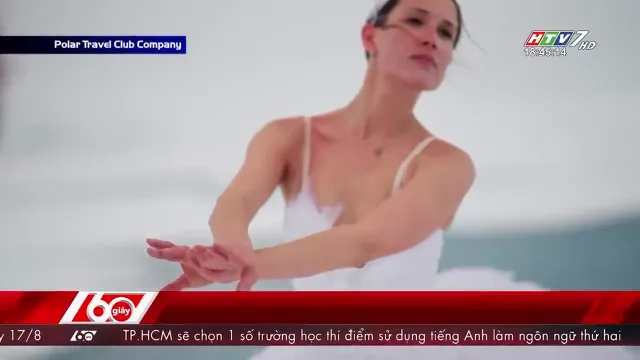 Polar Travel Club Company
HTV7 HD
18:45:14
60 giây
17/8 60s TP.HCM sẽ chọn 1 số trường học thí điểm sử dụng tiếng Anh làm ngôn ngữ thứ hai